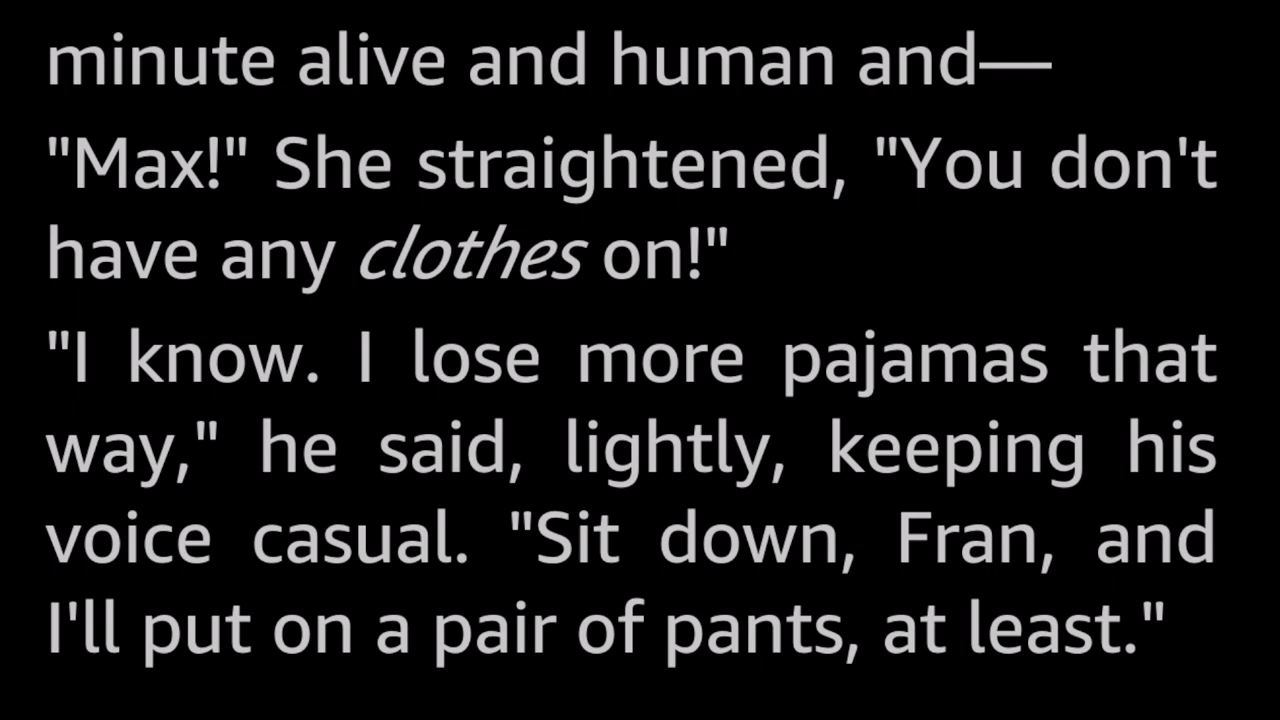 minute alive and human and—
"Max!" She straightened, "You don't
have any clothes on!"
"I know. I lose more pajamas that
way," he said, lightly, keeping his
voice casual. "Sit down, Fran, and
I'll put on a pair of pants, at least."